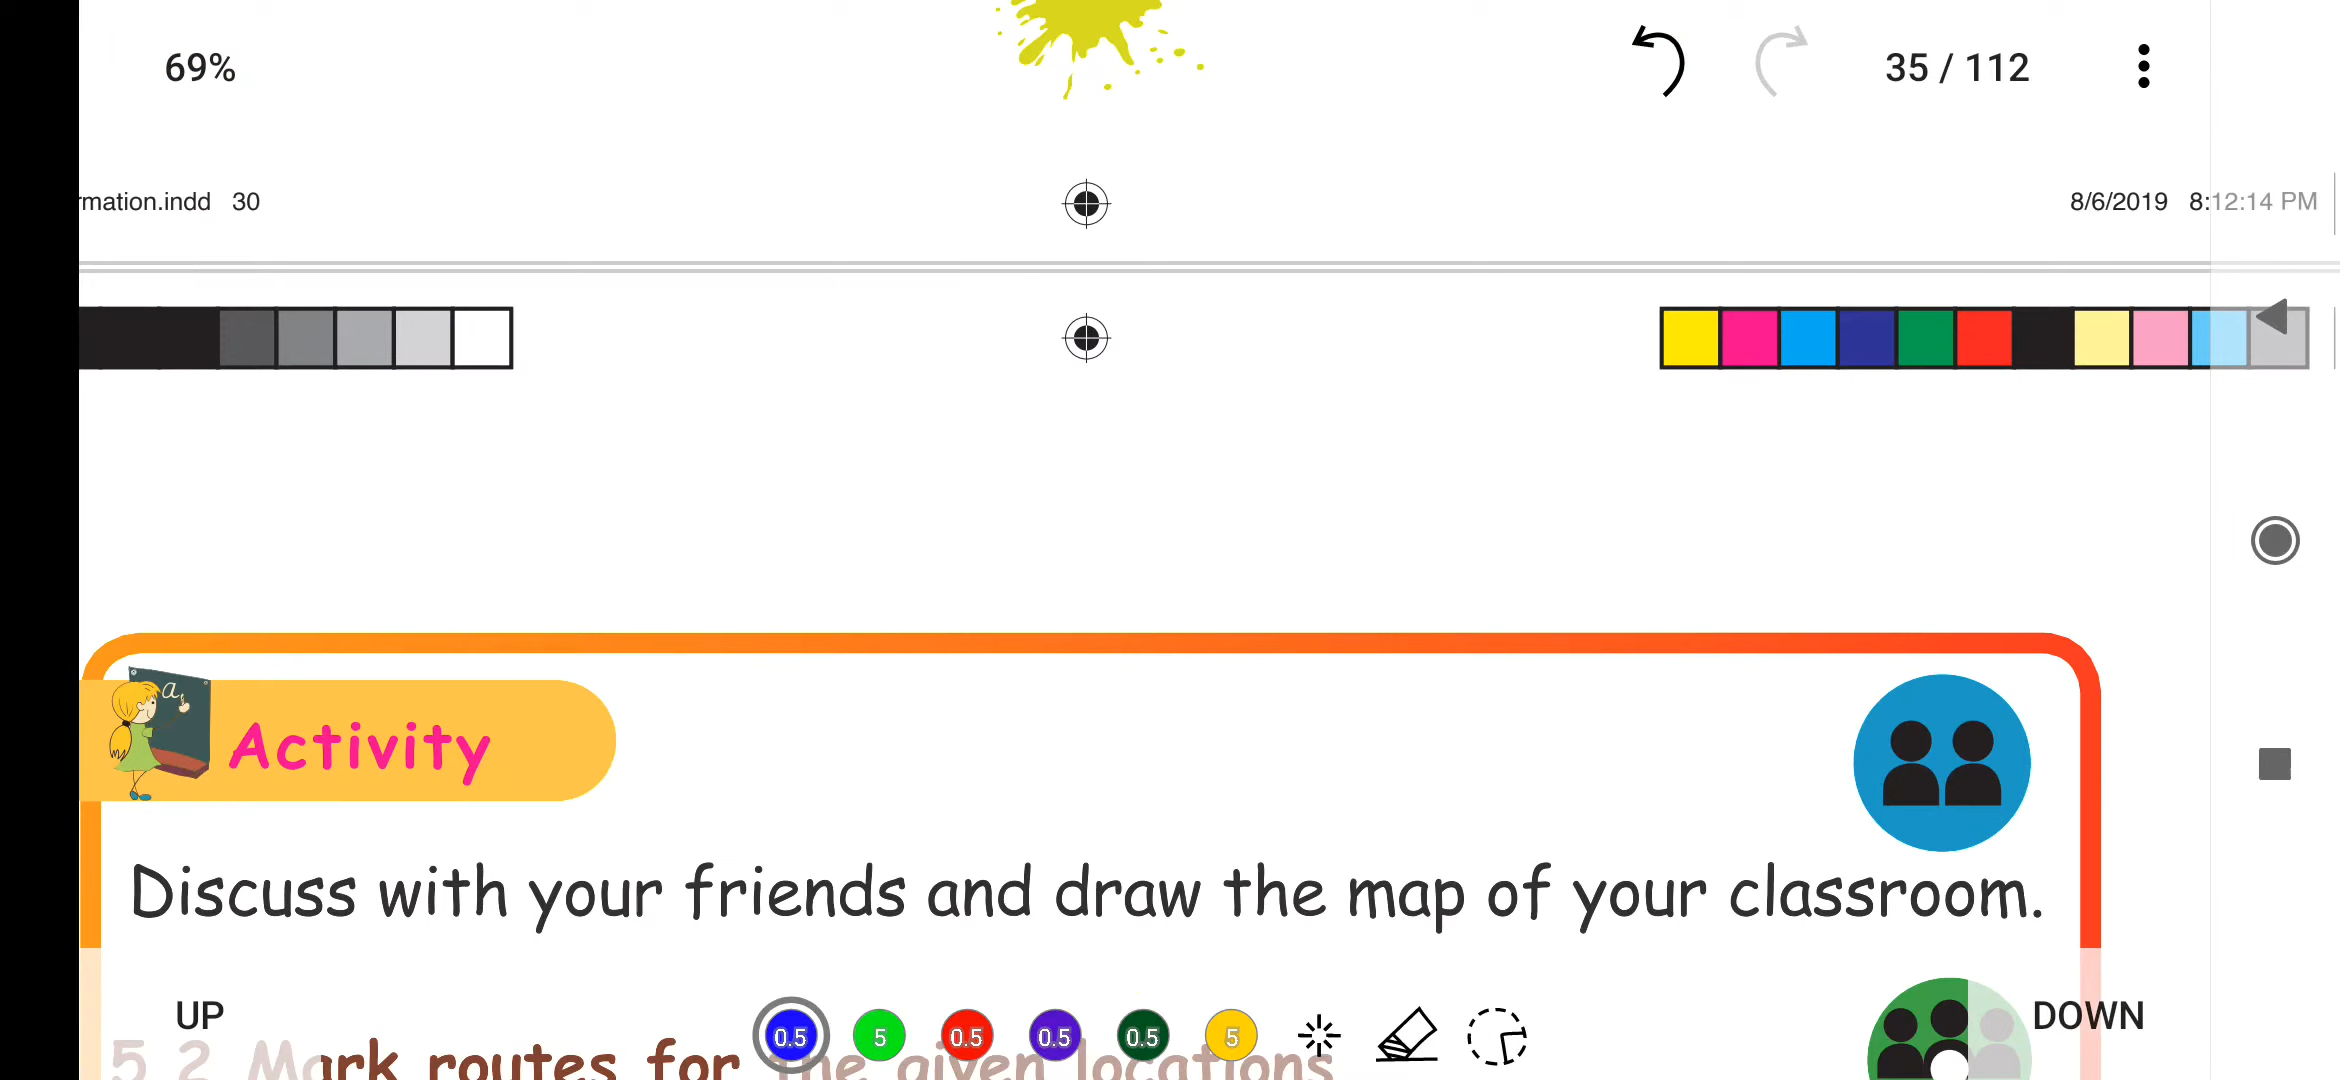 69%
35 / 112
rmation.indd 30
8/6/2019 8:12:14 PM
a
Activity
Discuss with your friends and draw the map of your classroom.
UP
DOWN
0.5 5 0.5 0.5 0.5 5
5.2 Mark routes for the given locations